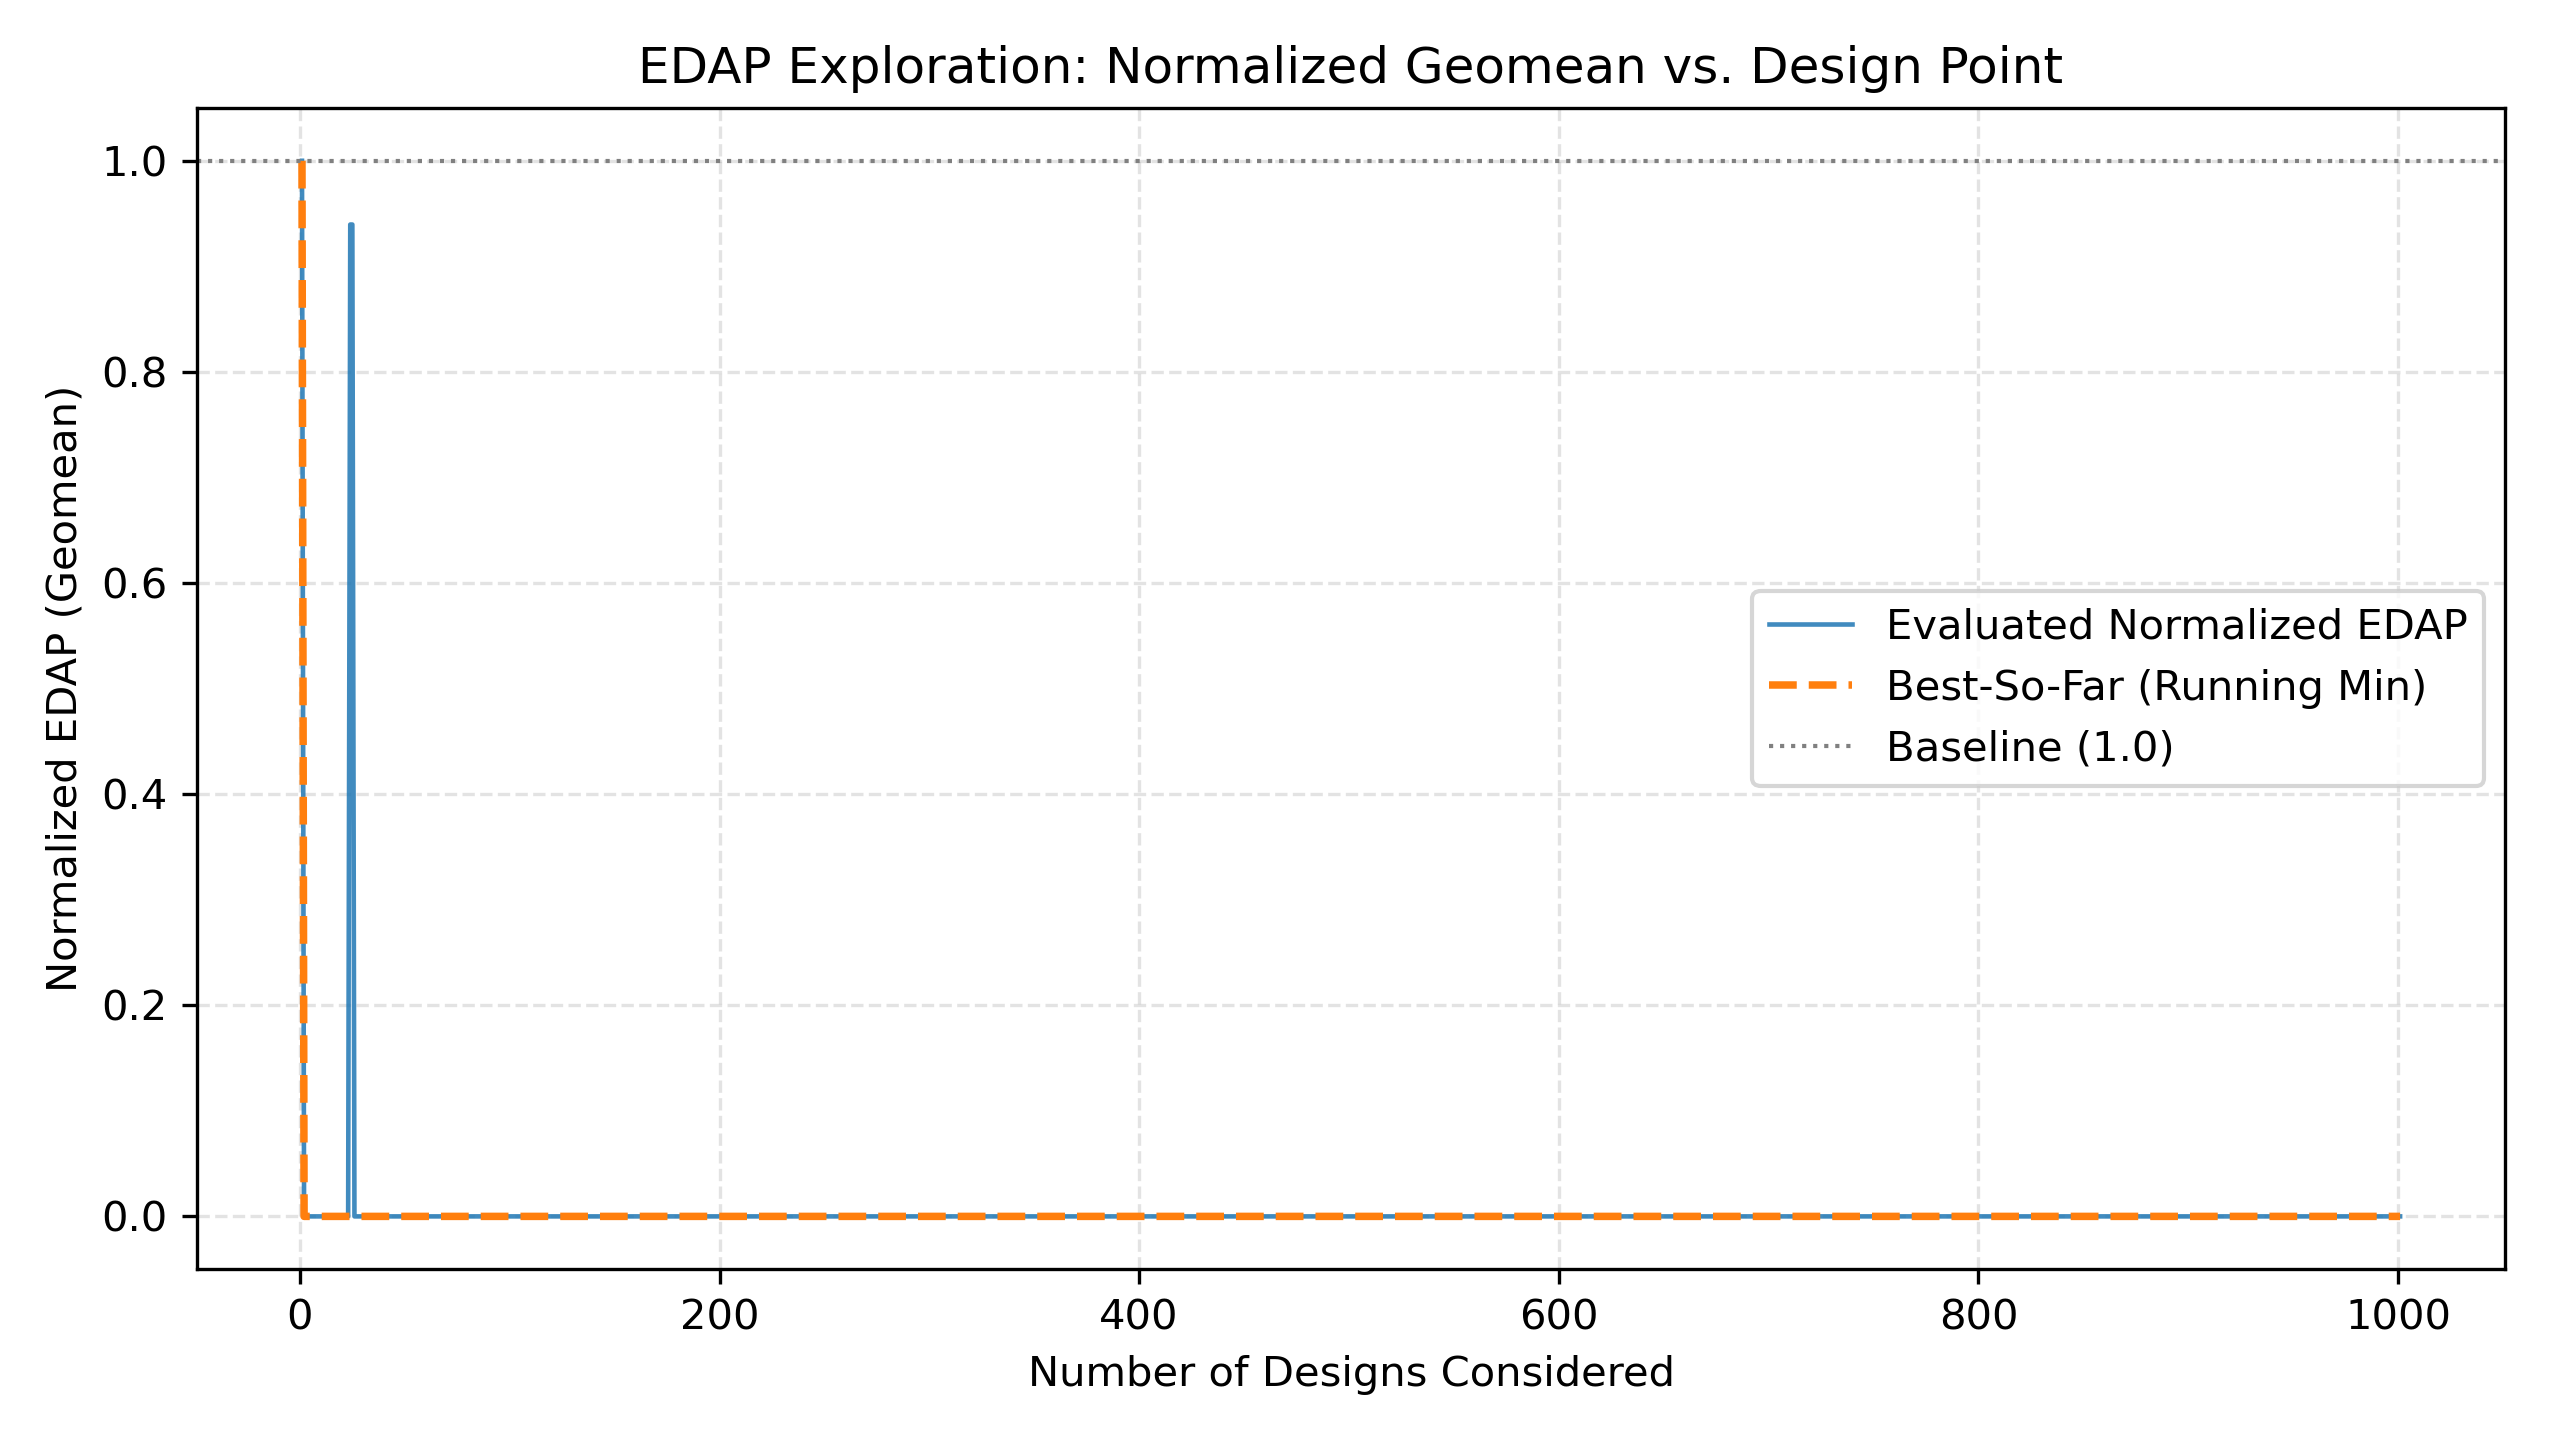 EDAP Exploration: Normalized Geomean vs. Design Point
Normalized EDAP (Geomean)
1.0
0.8
0.6
0.4
0.2
0.0
Evaluated Normalized EDAP
Best-So-Far (Running Min)
Baseline (1.0)
0 200 400 600 800 1000
Number of Designs Considered